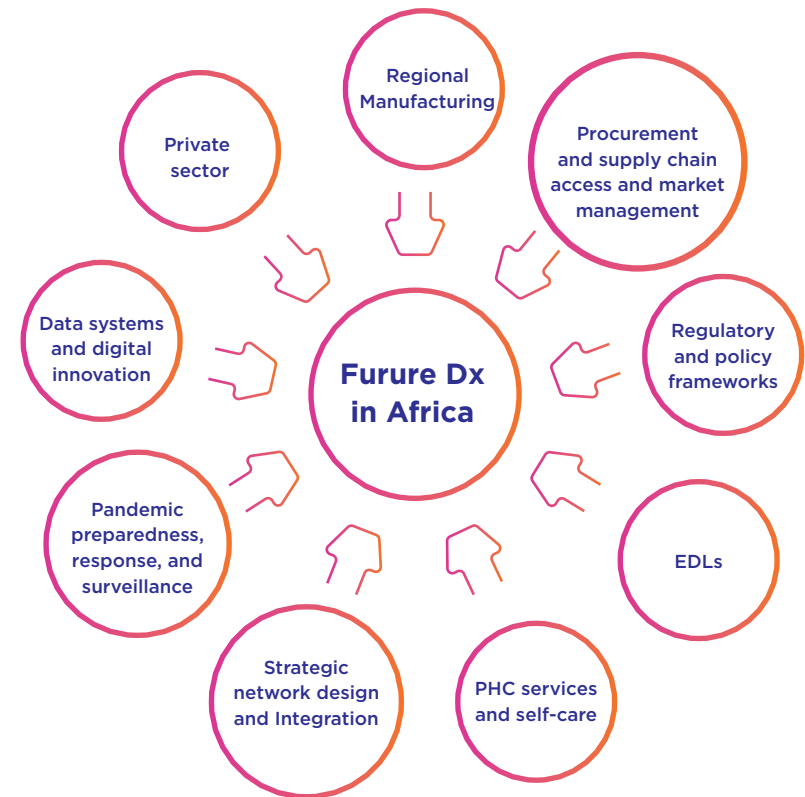 Regional
Manufacturing
Procurement
and supply chain
access and market
management
Regulatory
and policy
frameworks
EDLs
PHC services
and self-care
Strategic
network design
and Integration
Pandemic
preparedness,
response, and
surveillance
Data systems
and digital
innovation
Private
sector
Furure Dx
in Africa